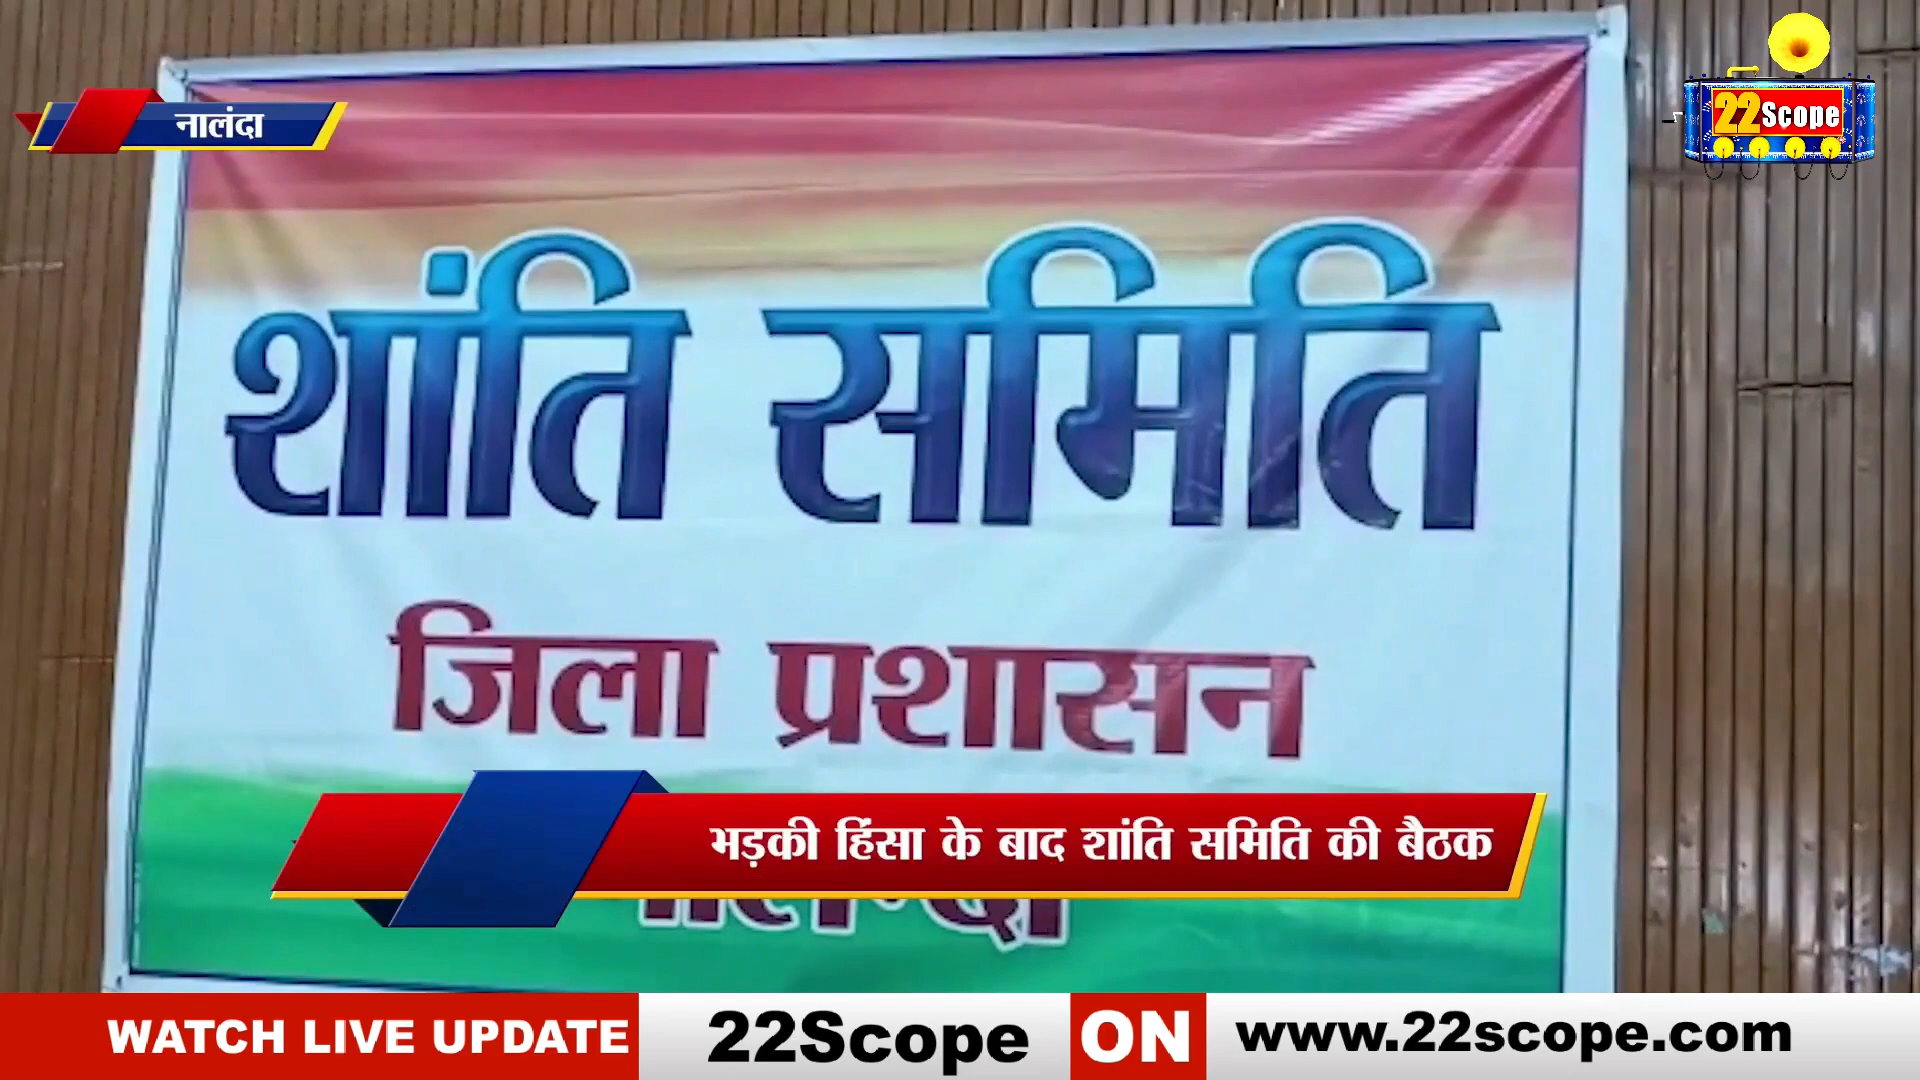 नालंदा
22Scope
शांति समिति
जिला प्रशासन
भड़की हिंसा के बाद शांति समिति की बैठक
WATCH LIVE UPDATE 22Scope ON www.22scope.com